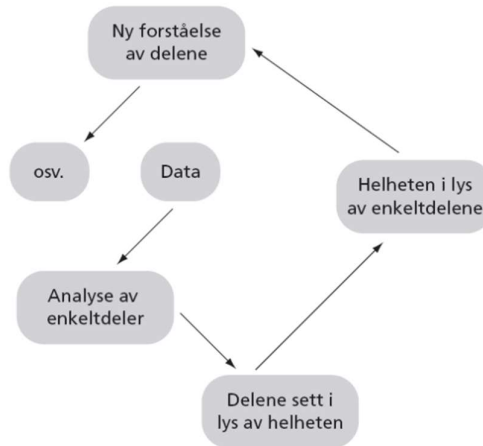 Ny forståelse
av delene
osv.
Data
Helheten i lys
av enkeltdelene
Analyse av
enkeltdeler
Delene sett i
lys av helheten